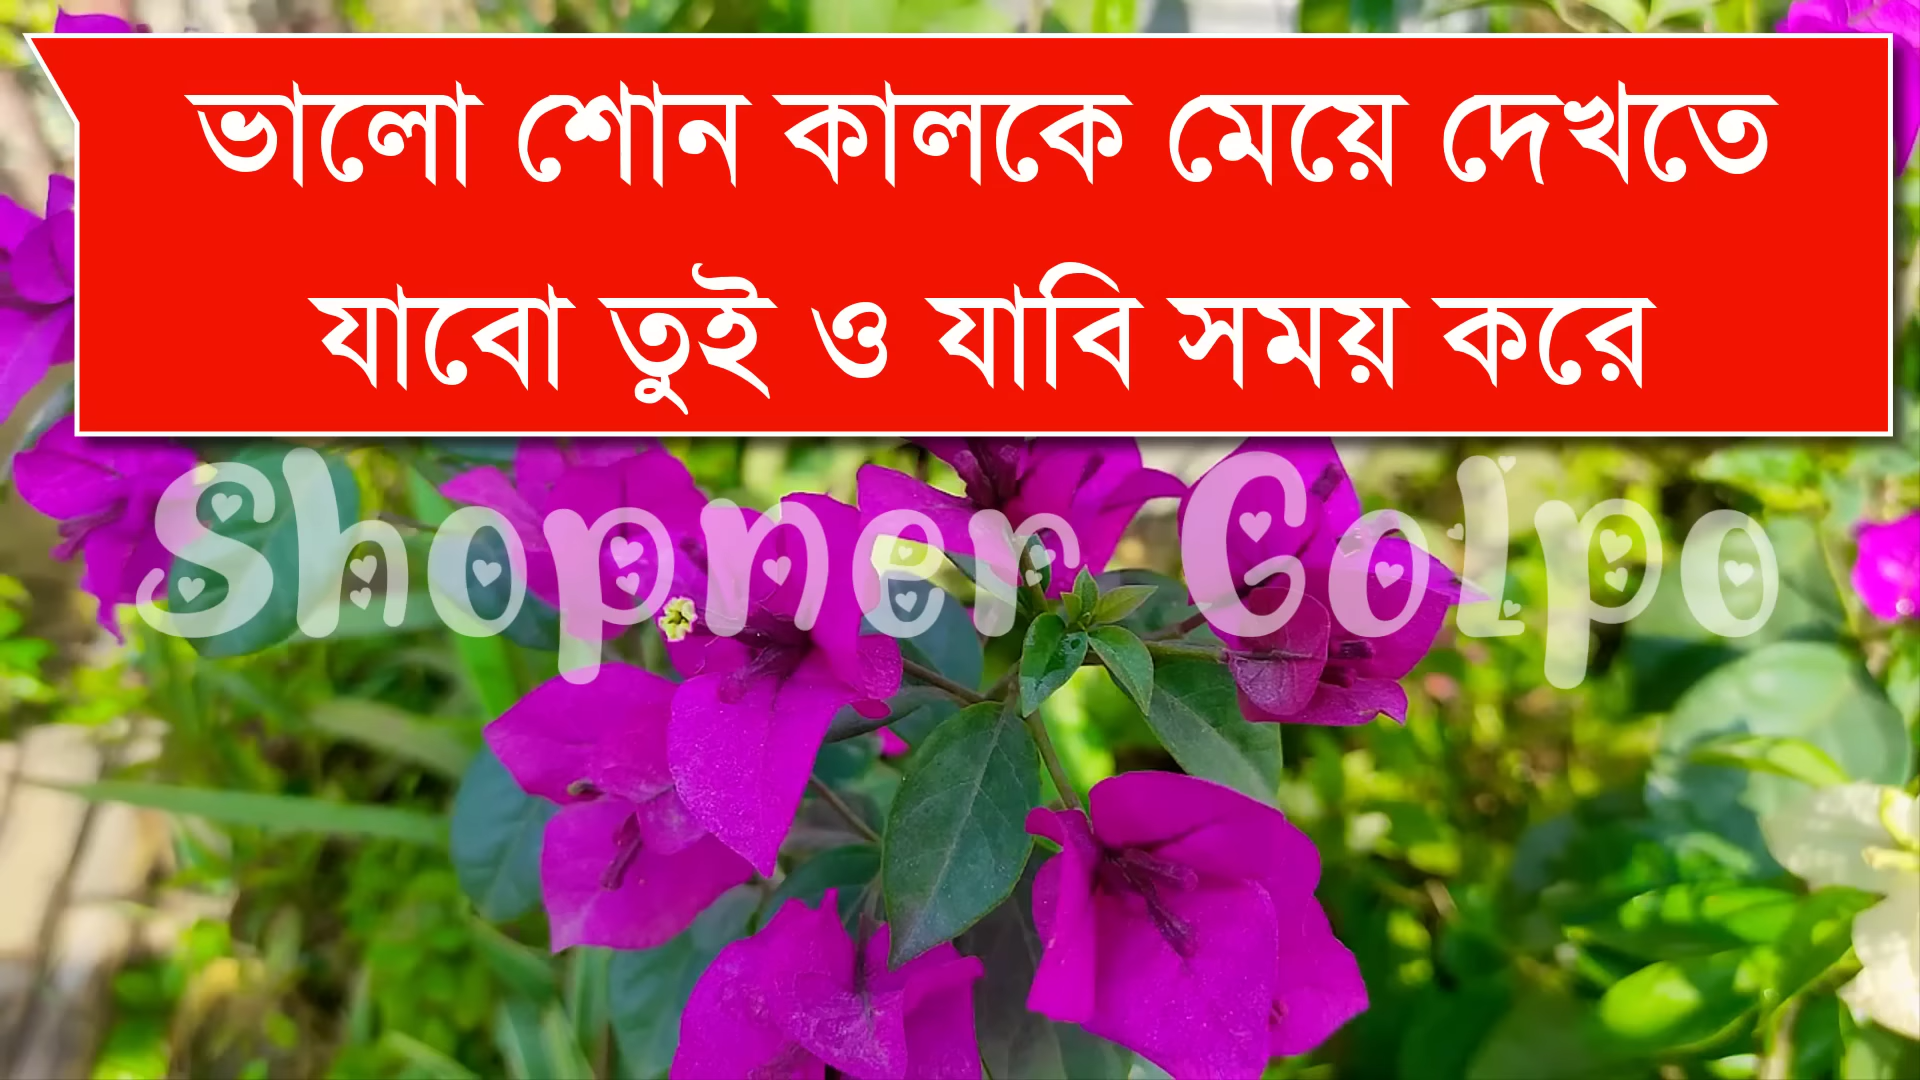 ভালো শোন কালকে মেয়ে দেখতে
যাবো তুই ও যাবি সময় করে
Shopner Golpo